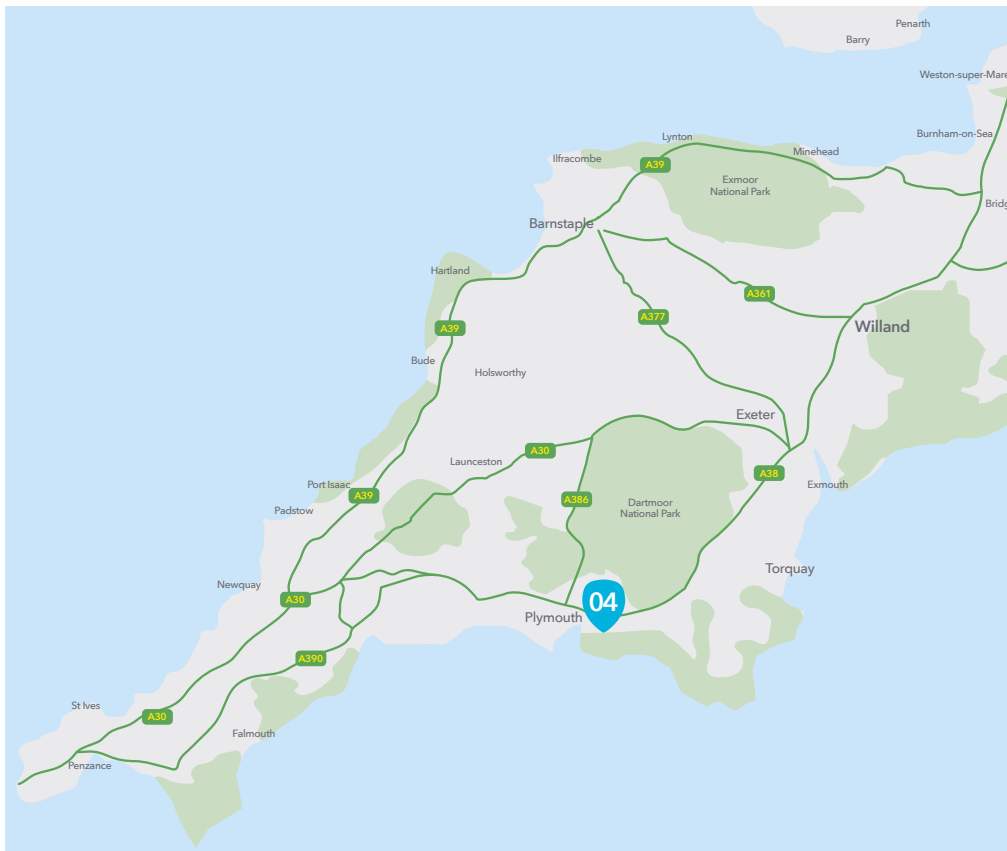 Penarth
Barry
Weston-super-Mare
Burnham-on-Sea
Lynton
Minehead
Ilfracombe
A39
Exmoor
National Park
Bridg
Barnstaple
Hartland
A361
A377
A39
Willand
Bude
Holsworthy
Exeter
A30
Launceston
A38
Port Isaac
A39
A386
Exmouth
Padstow
Dartmoor
National Park
Torquay
Newquay
A30
04
Plymouth
A390
St Ives
A30
Falmouth
Penzance